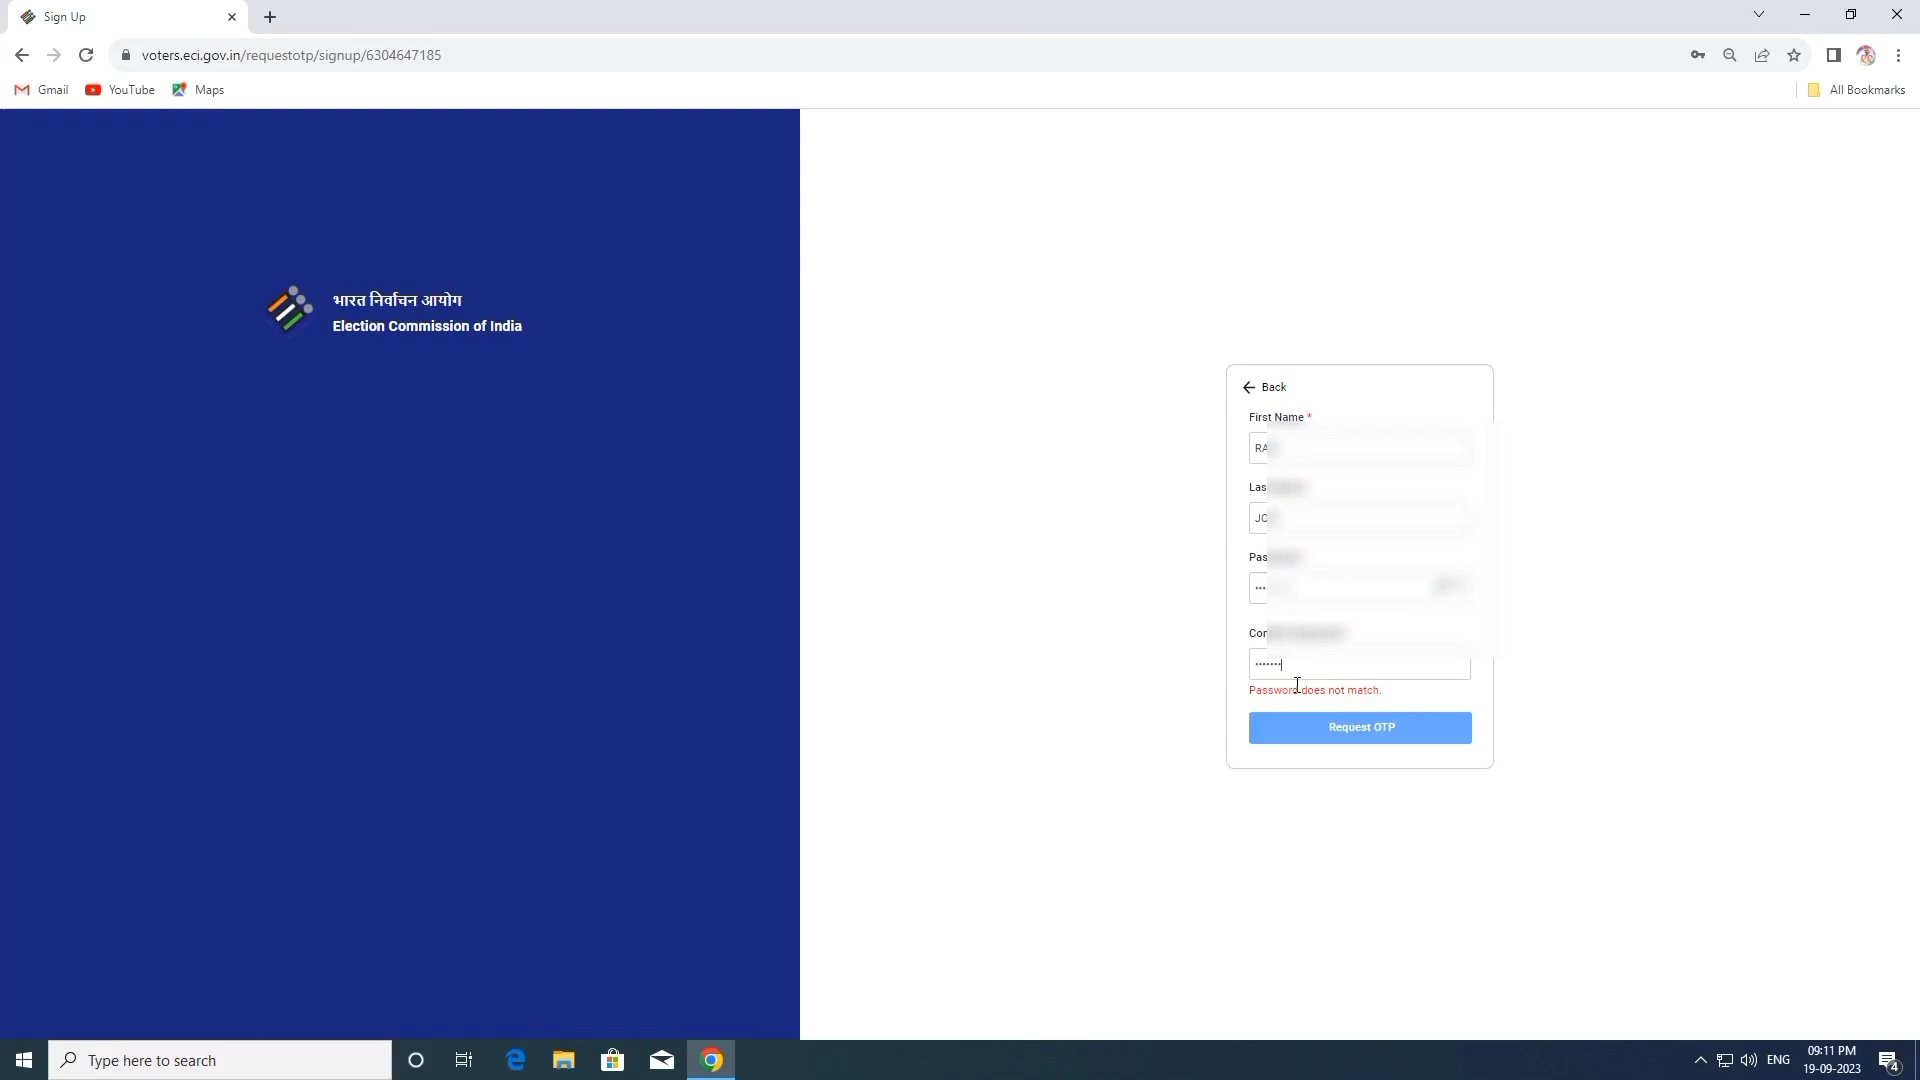 Sign Up
voters.eci.gov.in/requestotp/signup/6304647185
Gmail YouTube Maps All Bookmarks
भारत निर्वाचन आयोग
Election Commission of India
Back
First Name *
Password does not match.
Request OTP
Type here to search
ENG
09:11 PM
19-09-2023
4